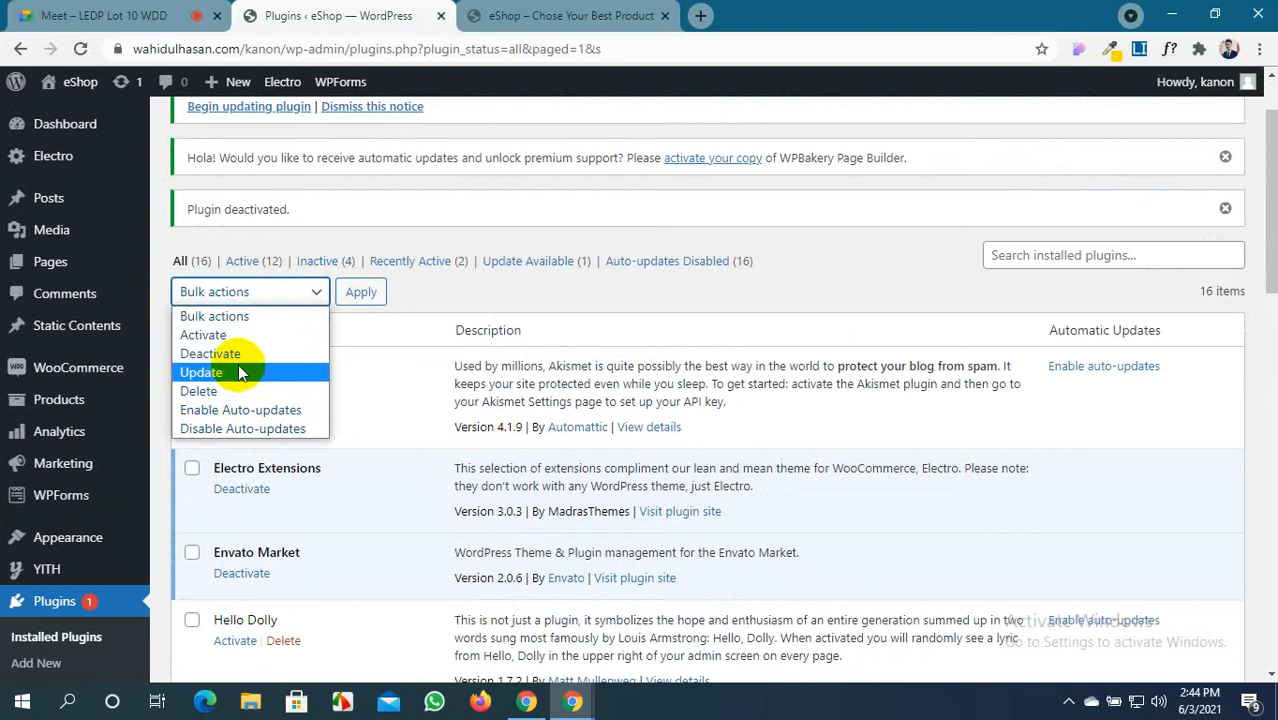 Meet – LEDP Lot 10 WDD
Plugins ‹ eShop — WordPress
eShop – Chose Your Best Product
wahidulhasan.com/kanon/wp-admin/plugins.php?plugin_status=all&paged=1&s
eShop 1 0 New Electro WPForms Howdy, kanon
Dashboard
Electro
Posts
Media
Pages
Comments
Static Contents
WooCommerce
Products
Analytics
Marketing
WPForms
Appearance
YITH
Plugins 1
Installed Plugins
Add New
Begin updating plugin | Dismiss this notice
Hola! Would you like to receive automatic updates and unlock premium support? Please activate your copy of WPBakery Page Builder.
Plugin deactivated.
All (16) | Active (12) | Inactive (4) | Recently Active (2) | Update Available (1) | Auto-updates Disabled (16)
Search installed plugins...
Bulk actions Apply 16 items
Bulk actions
Activate
Deactivate
Update
Delete
Enable Auto-updates
Disable Auto-updates
Description Automatic Updates
Used by millions, Akismet is quite possibly the best way in the world to protect your blog from spam. It
keeps your site protected even while you sleep. To get started: activate the Akismet plugin and then go to
your Akismet Settings page to set up your API key.
Version 4.1.9 | By Automattic | View details
Enable auto-updates
Electro Extensions
Deactivate
This selection of extensions compliment our lean and mean theme for WooCommerce, Electro. Please note:
they don't work with any WordPress theme, just Electro.
Version 3.0.3 | By MadrasThemes | Visit plugin site
Envato Market
Deactivate
WordPress Theme & Plugin management for the Envato Market.
Version 2.0.6 | By Envato | Visit plugin site
Hello Dolly
Activate | Delete
This is not just a plugin, it symbolizes the hope and enthusiasm of an entire generation summed up in two
words sung most famously by Louis Armstrong: Hello, Dolly. When activated you will randomly see a lyric
from Hello, Dolly in the upper right of your admin screen on every page.
Version 1.7.2 | By Matt Mullenweg | View details
Enable auto-updates
Activate Windows
Go to Settings to activate Windows.
2:44 PM
6/3/2021
9